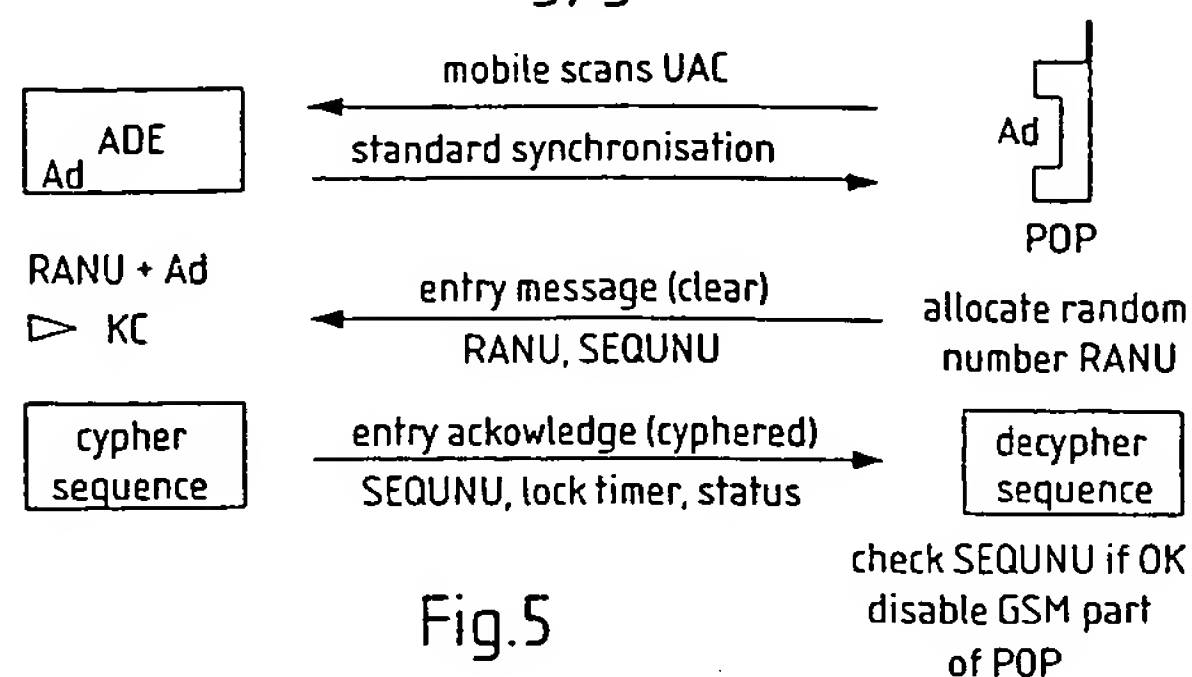 mobile scans UAC
ADE
Ad
standard synchronisation
Ad
POP
RANU + Ad
▷ KC
entry message (clear)
RANU, SEQUNU
allocate random
number RANU
cypher
sequence
entry ackowledge (cyphered)
SEQUNU, lock timer, status
decypher
sequence
check SEQUNU if OK
disable GSM part
of POP
Fig.5